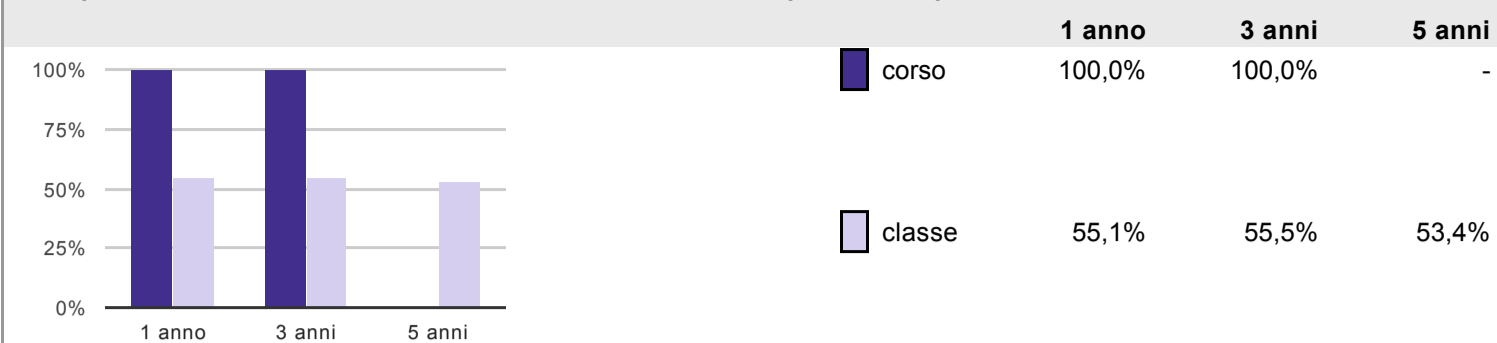 1 anno 3 anni 5 anni
100% corso 100,0% 100,0% -
75%
50%
classe 55,1% 55,5% 53,4%
25%
0%
1 anno 3 anni 5 anni